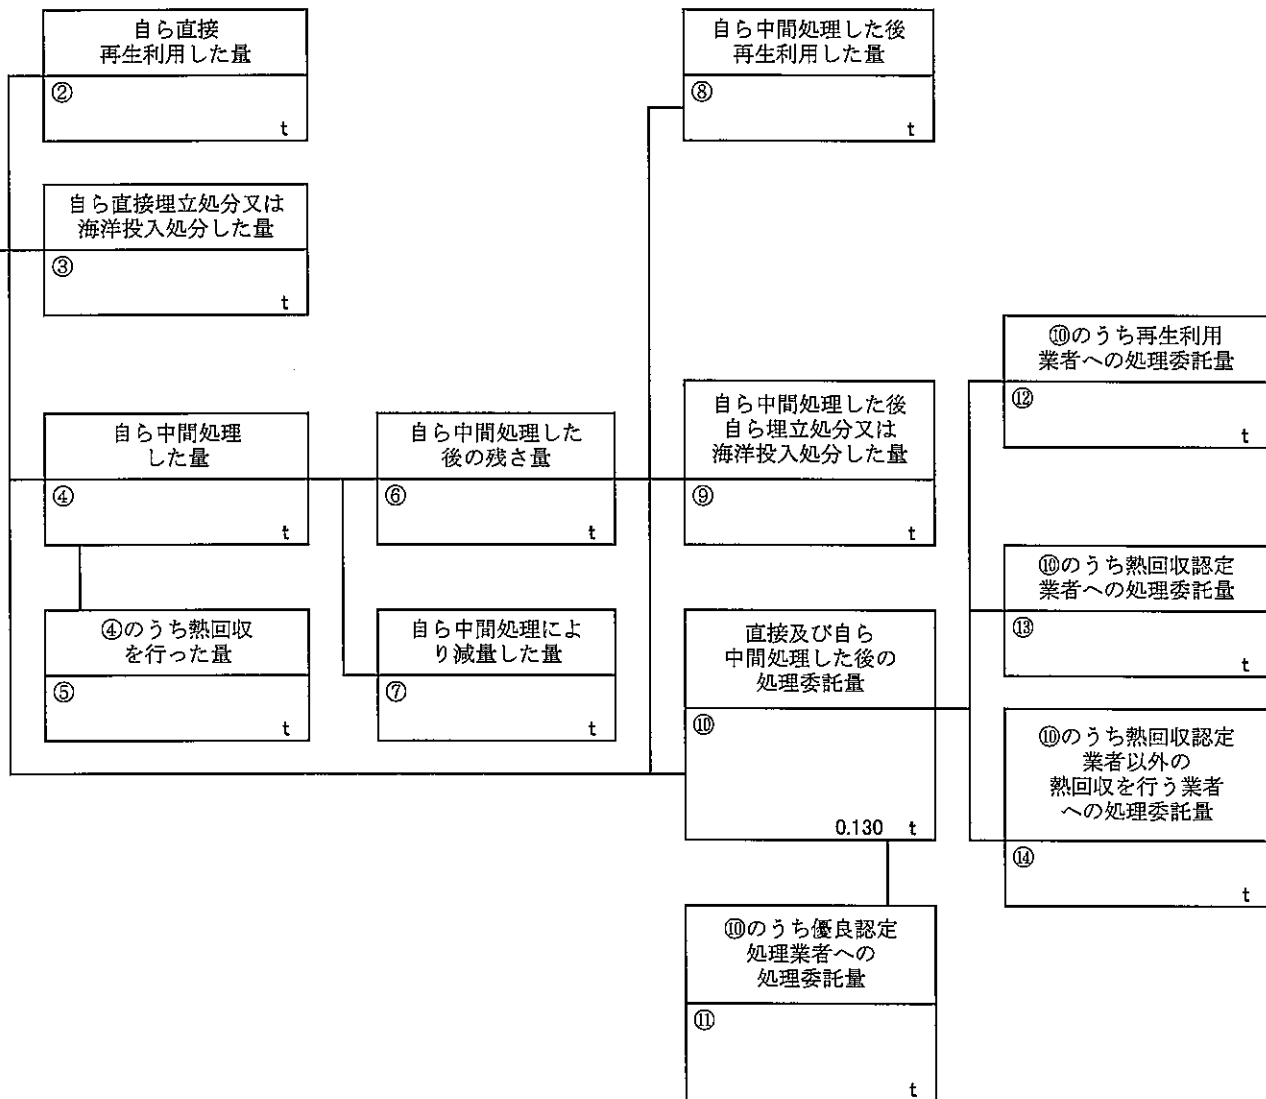 自ら直接
再生利用した量
②
t
自ら中間処理した後
再生利用した量
⑧
t
自ら直接埋立処分又は
海洋投入処分した量
③
t
⑩のうち再生利用
業者への処理委託量
⑫
t
自ら中間処理
した量
④
t
自ら中間処理した
後の残さ量
⑥
t
自ら中間処理した後
自ら埋立処分又は
海洋投入処分した量
⑨
t
⑩のうち熱回収認定
業者への処理委託量
⑬
t
④のうち熱回収
を行った量
⑤
t
自ら中間処理によ
り減量した量
⑦
t
直接及び自ら
中間処理した後の
処理委託量
⑩
0.130 t
⑩のうち熱回収認定
業者以外の
熱回収を行う業者
への処理委託量
⑭
t
⑩のうち優良認定
処理業者への
処理委託量
⑪
t